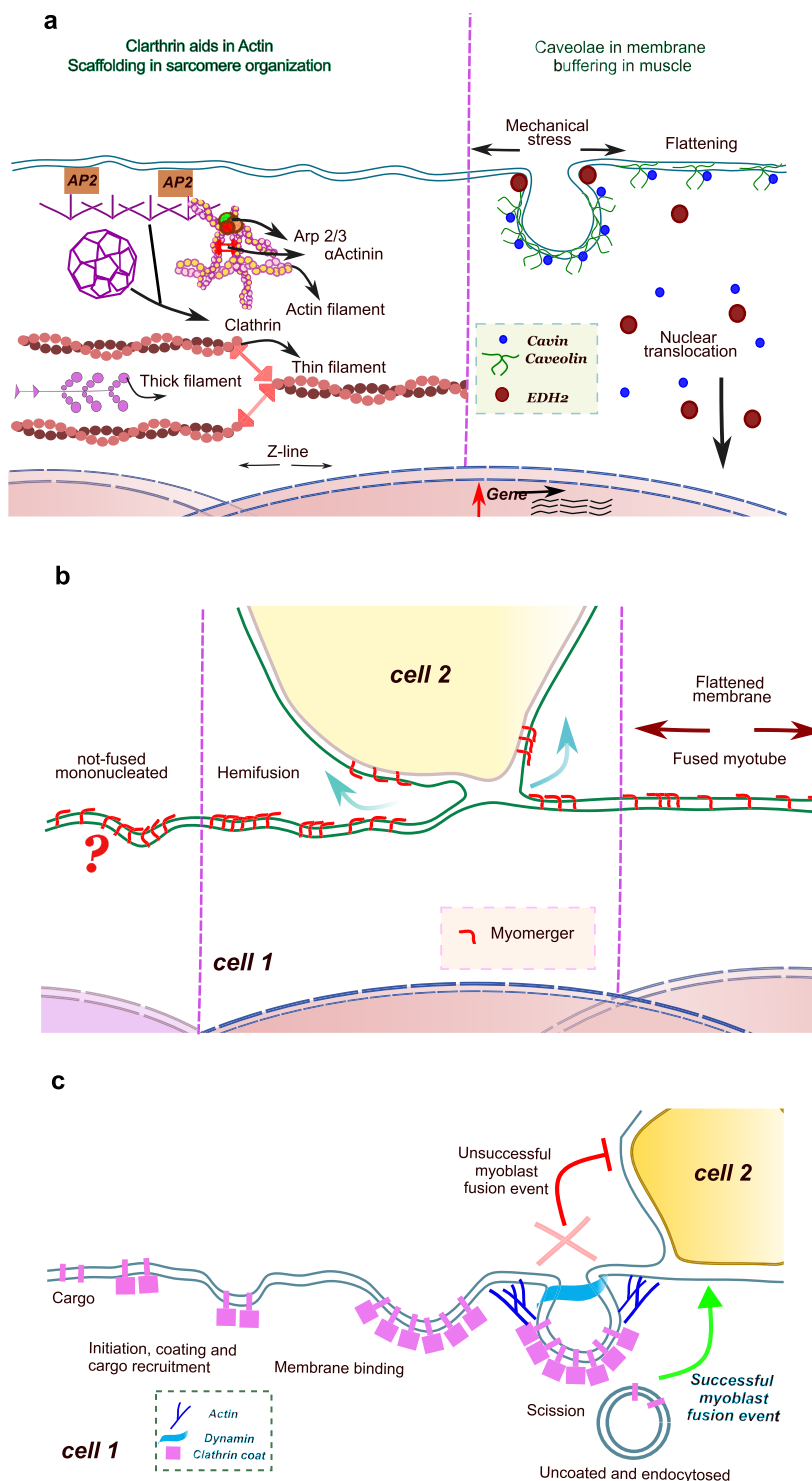 a
Clarthrin aids in Actin
Scaffolding in sarcomere organization
Caveolae in membrane
buffering in muscle
Mechanical
stress
Flattening
AP2
AP2
Arp 2/3
αActinin
Actin filament
Clathrin
Thin filament
Thick filament
Cavin
Caveolin
EDH2
Nuclear
translocation
Z-line
Gene
b
cell 2
Flattened
membrane
not-fused
mononucleated
Hemifusion
Fused myotube
?
Myomerger
cell 1
c
Unsuccessful
myoblast
fusion event
cell 2
Cargo
Initiation, coating and
cargo recruitment
Membrane binding
Scission
Successful
myoblast
fusion event
Actin
Dynamin
Clathrin coat
cell 1
Uncoated and endocytosed